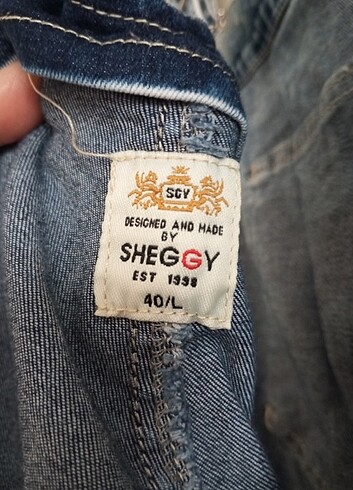 SGY
DESIGNED AND MADE
BY
SHEGGY
EST 1998
40/L